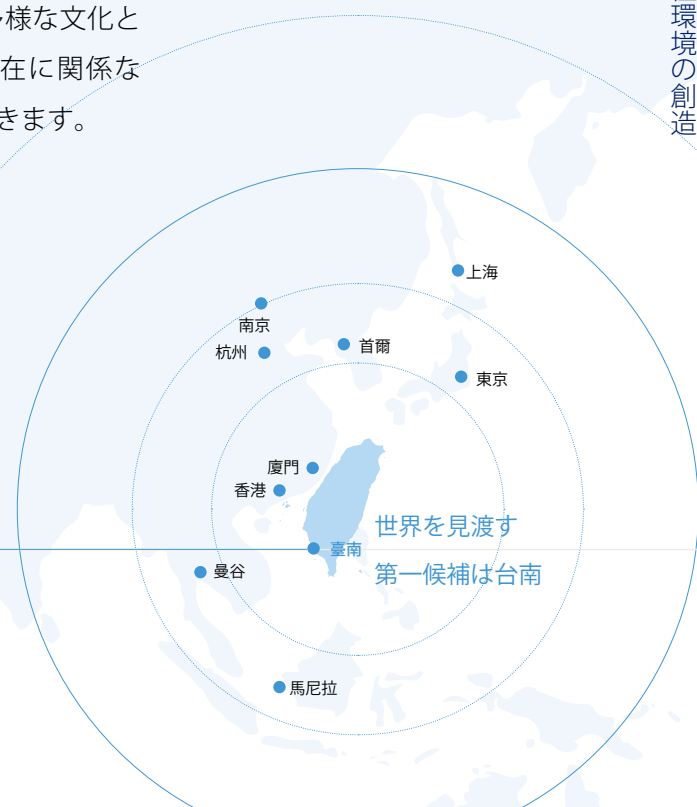 様な文化と
在に関係な
きます。
環境の創造
上海
南京
杭州
首爾
東京
廈門
香港
世界を見渡す
臺南
第一候補は台南
曼谷
馬尼拉